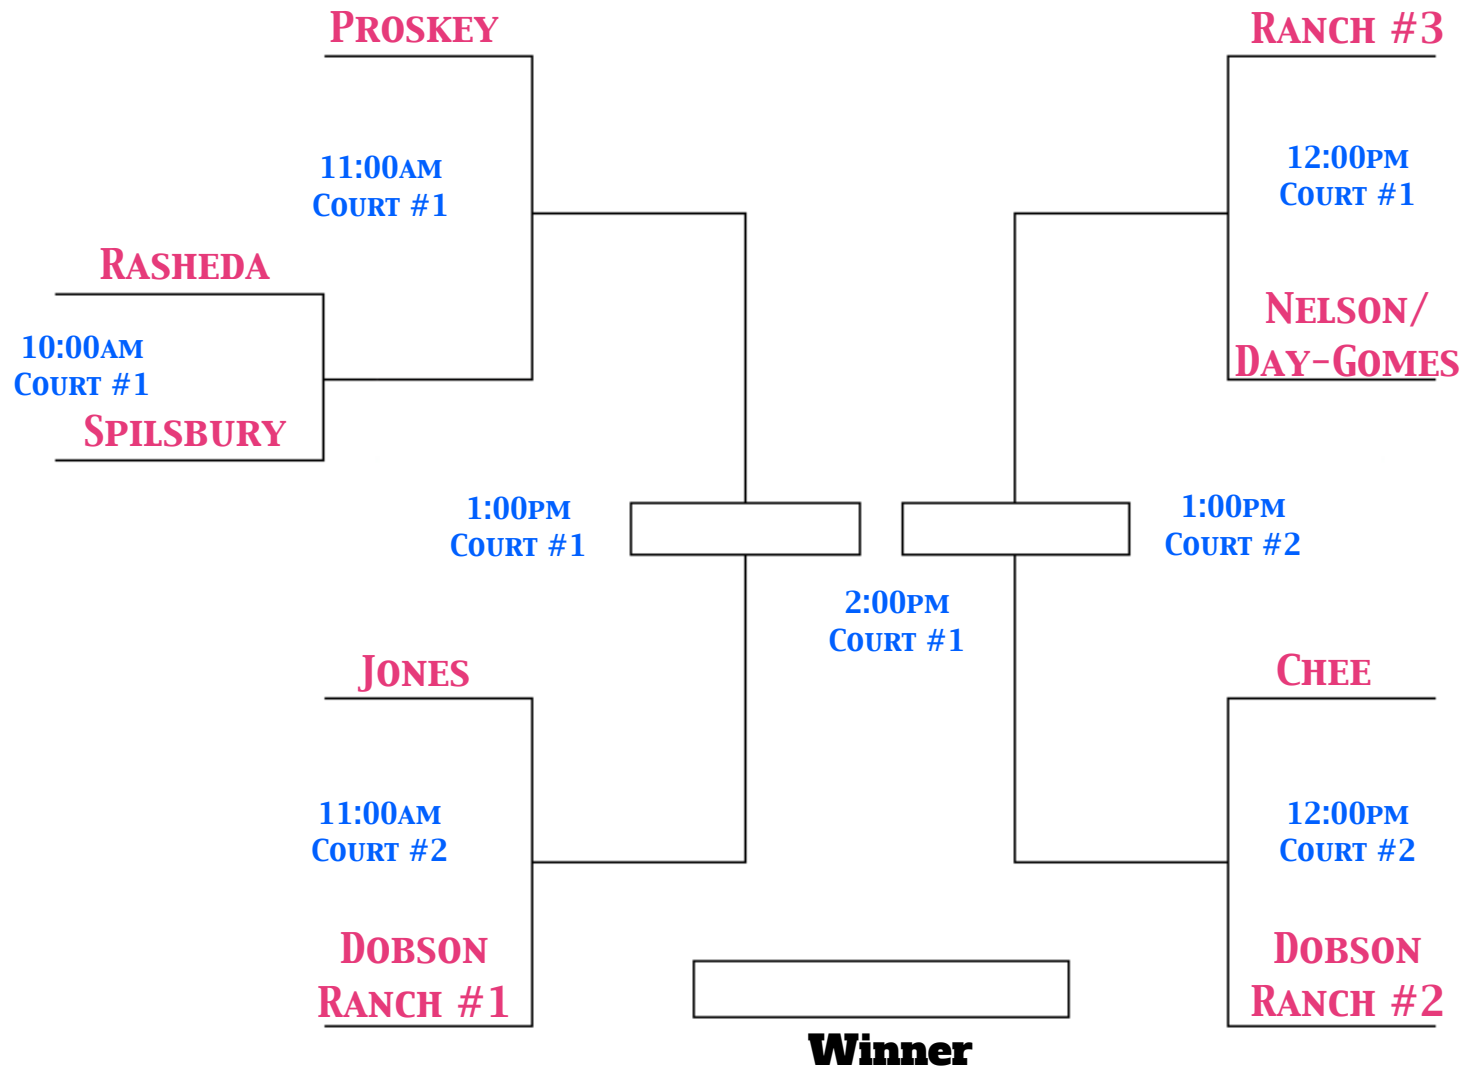 Proskey
11:00am
Court #1
Rasheda
10:00am
Court #1
Spilsbury
1:00pm
Court #1
Jones
11:00am
Court #2
Dobson
Ranch #1
Ranch #3
12:00pm
Court #1
Nelson/
Day-Gomes
1:00pm
Court #2
2:00pm
Court #1
Chee
12:00pm
Court #2
Dobson
Ranch #2
Winner